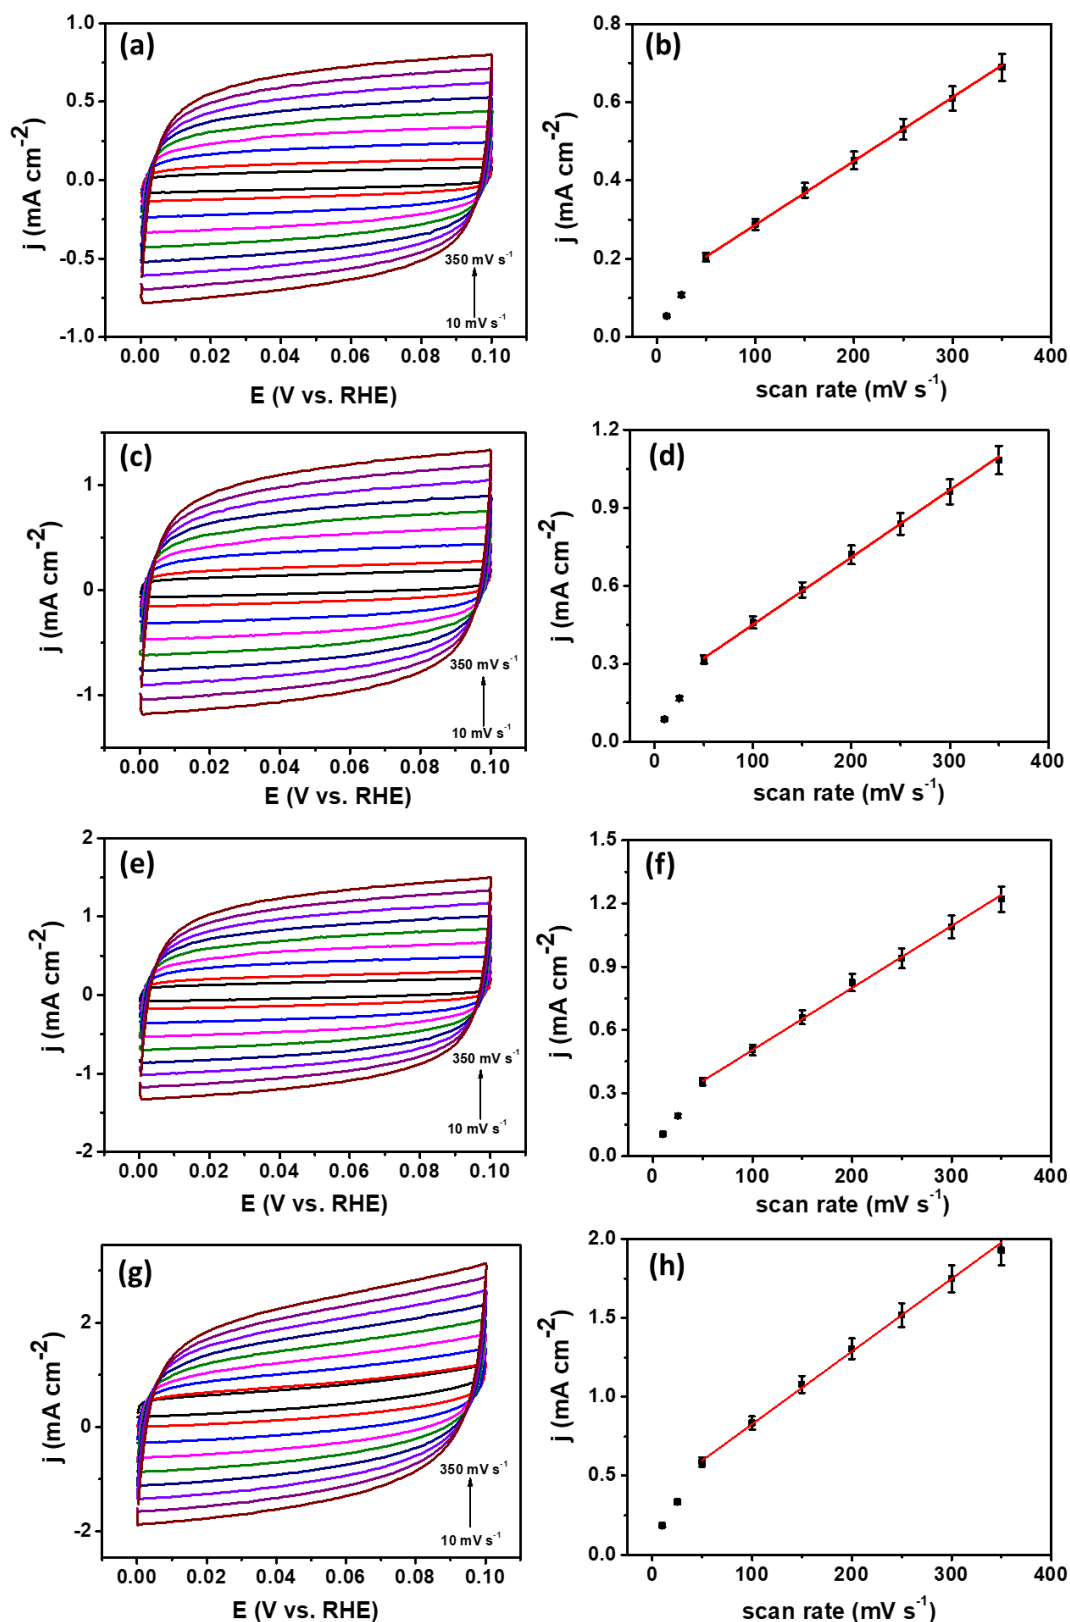 (a)
1.0
0.5
0.0
-0.5
-1.0
j (mA cm⁻²)
350 mV s⁻¹
10 mV s⁻¹
0.00 0.02 0.04 0.06 0.08 0.10
E (V vs. RHE)
(b)
0.8
0.6
0.4
0.2
0.0
j (mA cm⁻²)
0 100 200 300 400
scan rate (mV s⁻¹)
(c)
1
0
-1
j (mA cm⁻²)
350 mV s⁻¹
10 mV s⁻¹
0.00 0.02 0.04 0.06 0.08 0.10
E (V vs. RHE)
(d)
1.2
0.9
0.6
0.3
0.0
j (mA cm⁻²)
0 100 200 300 400
scan rate (mV s⁻¹)
(e)
2
1
0
-1
-2
j (mA cm⁻²)
350 mV s⁻¹
10 mV s⁻¹
0.00 0.02 0.04 0.06 0.08 0.10
E (V vs. RHE)
(f)
1.5
1.2
0.9
0.6
0.3
0.0
j (mA cm⁻²)
0 100 200 300 400
scan rate (mV s⁻¹)
(g)
2
0
-2
j (mA cm⁻²)
350 mV s⁻¹
10 mV s⁻¹
0.00 0.02 0.04 0.06 0.08 0.10
E (V vs. RHE)
(h)
2.0
1.5
1.0
0.5
0.0
j (mA cm⁻²)
0 100 200 300 400
scan rate (mV s⁻¹)